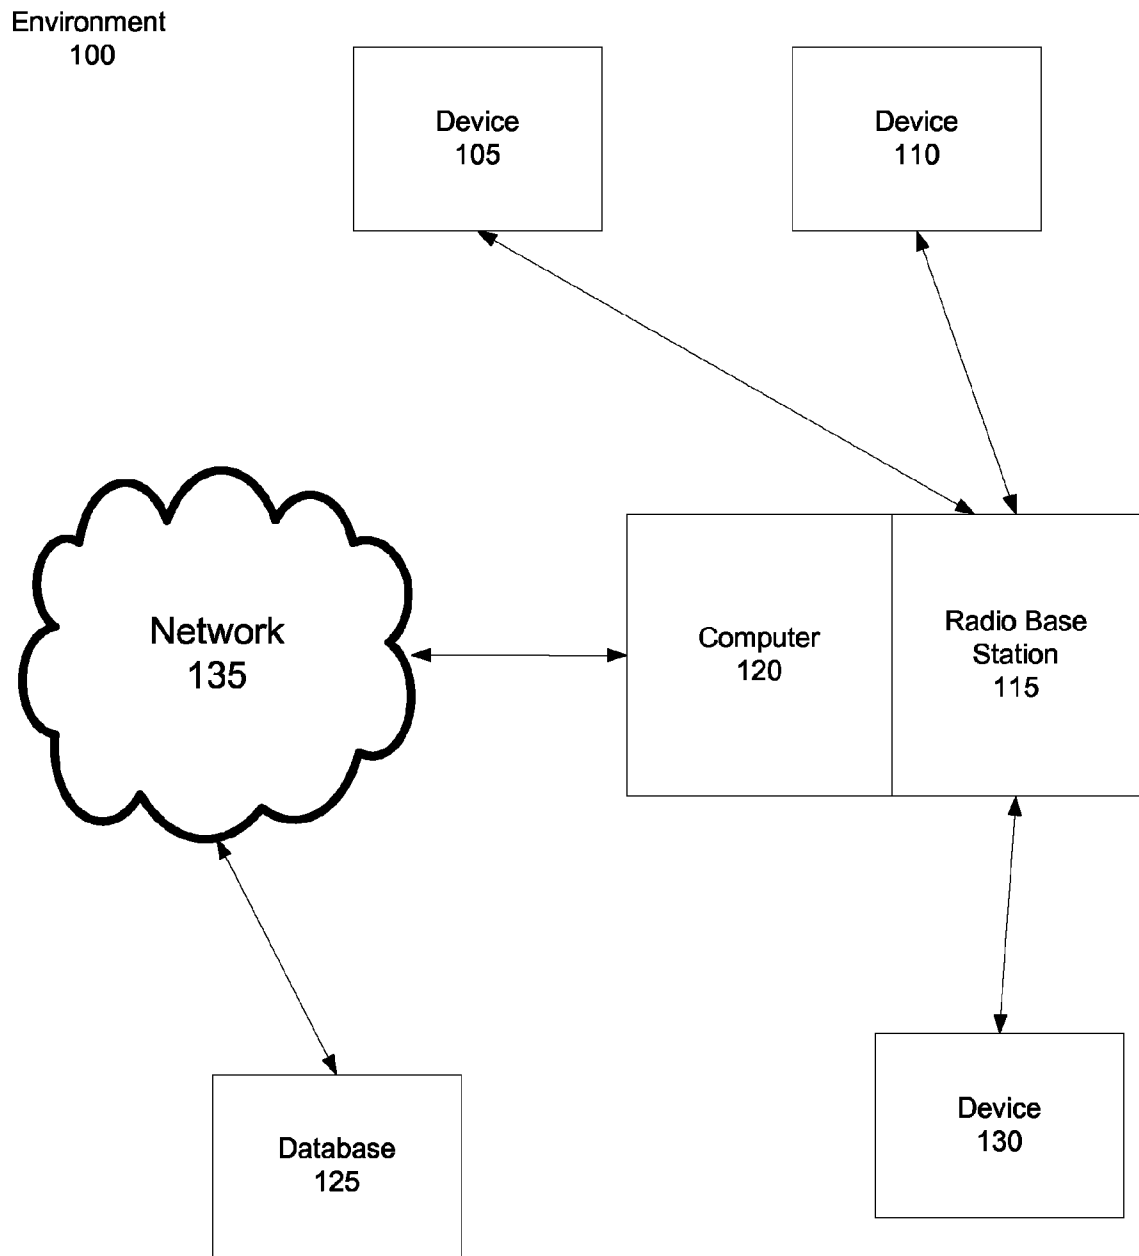 Environment
100
Device
105
Device
110
Network
135
Computer
120
Radio Base
Station
115
Database
125
Device
130